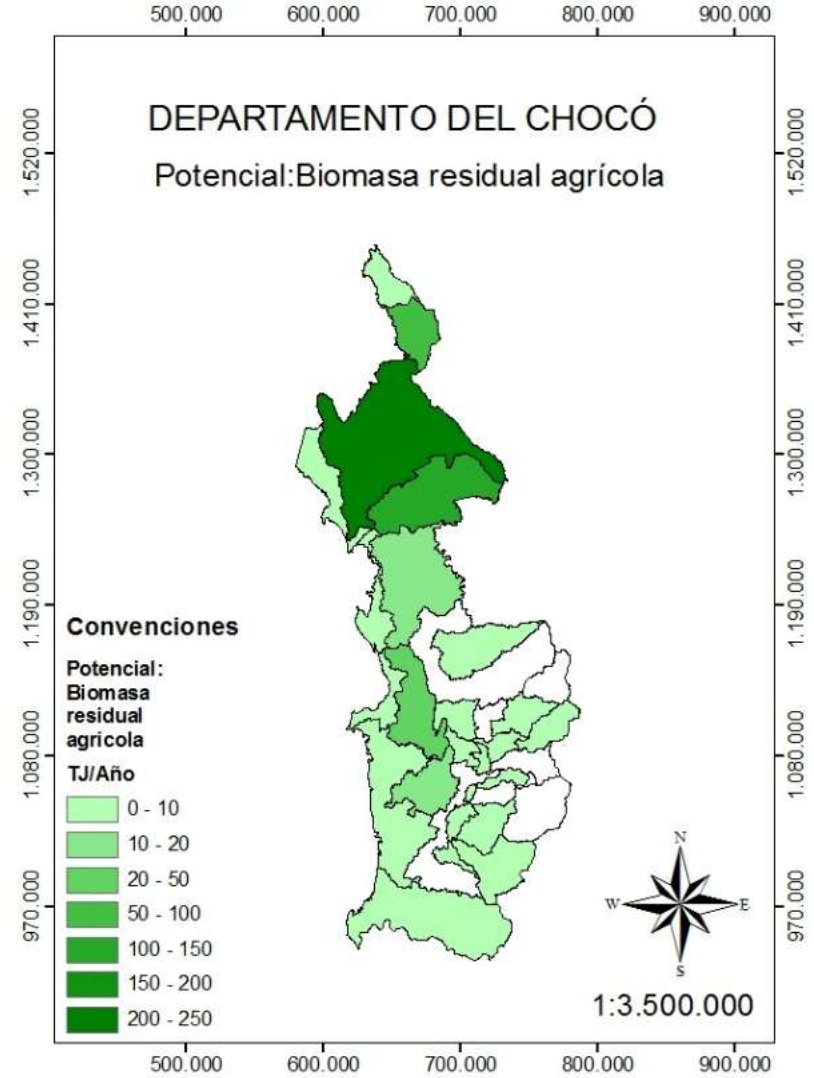 500.000 600.000 700.000 800.000 900.000
DEPARTAMENTO DEL CHOCÓ
Potencial:Biomasa residual agrícola
1.520.000 1.520.000
1.410.000 1.410.000
1.300.000 1.300.000
1.190.000 1.190.000
Convenciones
Potencial:
Biomasa
residual
agrícola
TJ/Año
1.080.000 1.080.000
0 - 10
10 - 20
20 - 50
50 - 100
100 - 150
150 - 200
200 - 250
970.000 970.000
N
W E
S
1:3.500.000
500.000 600.000 700.000 800.000 900.000